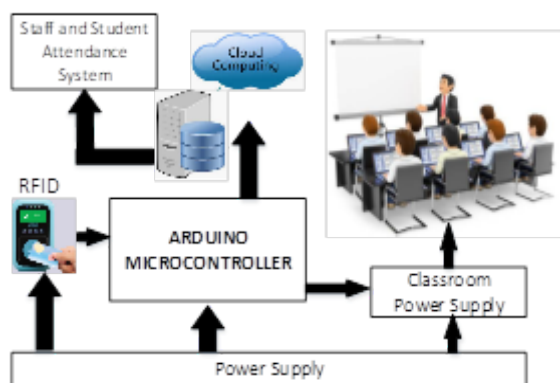 Staff and Student
Attendance
System
Cloud
Computing
RFID
ARDUINO
MICROCONTROLLER
Classroom
Power Supply
Power Supply